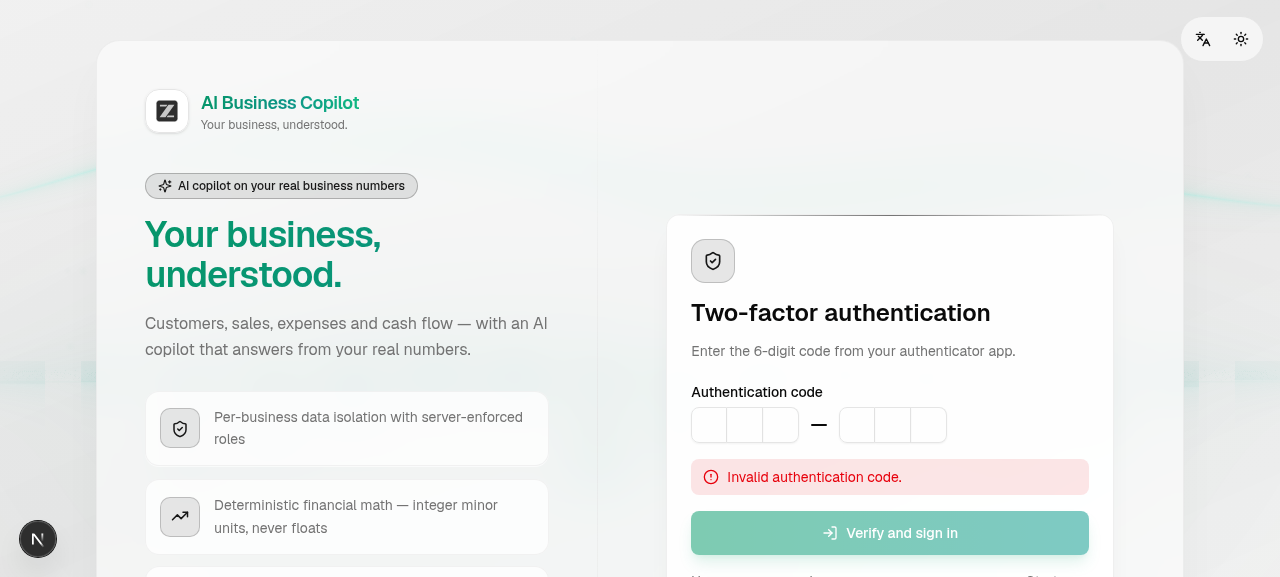 AI Business Copilot
Your business, understood.
AI copilot on your real business numbers
Your business,
understood.
Customers, sales, expenses and cash flow — with an AI
copilot that answers from your real numbers.
Per-business data isolation with server-enforced
roles
Deterministic financial math — integer minor
units, never floats
Two-factor authentication
Enter the 6-digit code from your authenticator app.
Authentication code
Invalid authentication code.
Verify and sign in